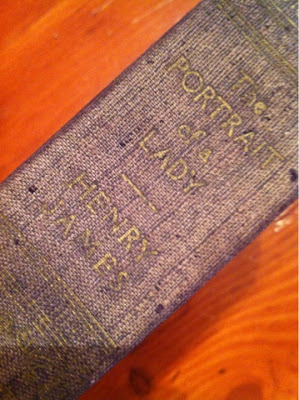 The
PORTRAIT
of a
LADY
HENRY
JAMES